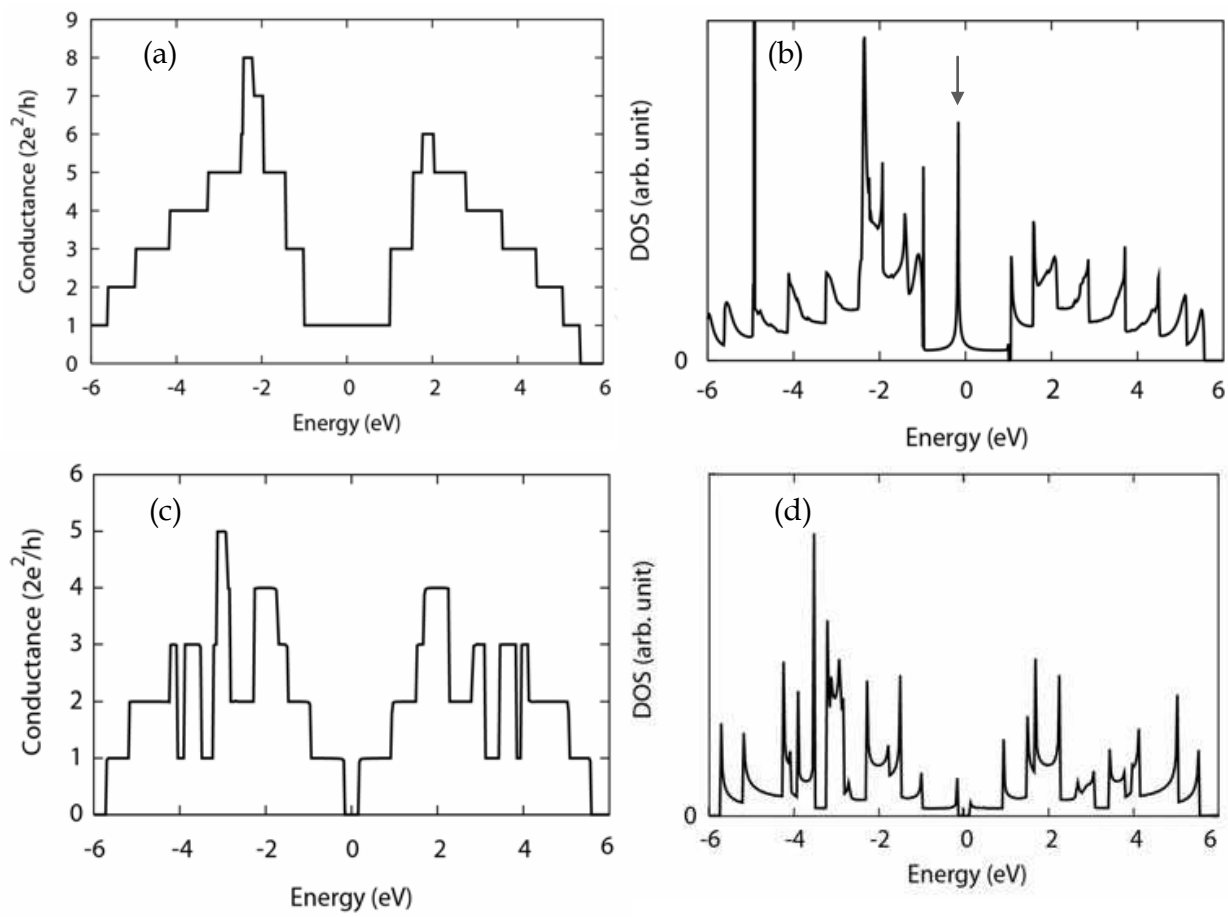 (a)
Conductance (2e²/h)
9
8
7
6
5
4
3
2
1
0
-6 -4 -2 0 2 4 6
Energy (eV)
(b)
DOS (arb. unit)
0
-6 -4 -2 0 2 4 6
Energy (eV)
(c)
Conductance (2e²/h)
6
5
4
3
2
1
0
-6 -4 -2 0 2 4 6
Energy (eV)
(d)
DOS (arb. unit)
0
-6 -4 -2 0 2 4 6
Energy (eV)